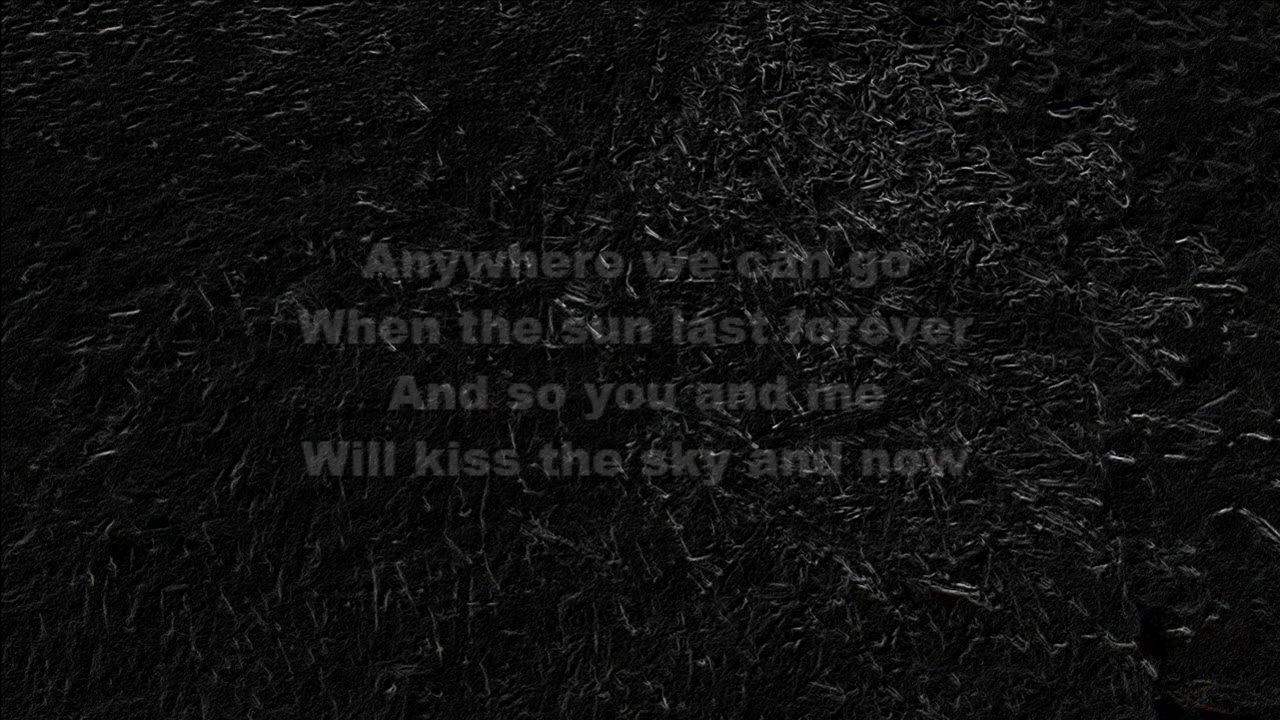 Anywhere we can go
When the sun last forever
And so you and me
Will kiss the sky and now